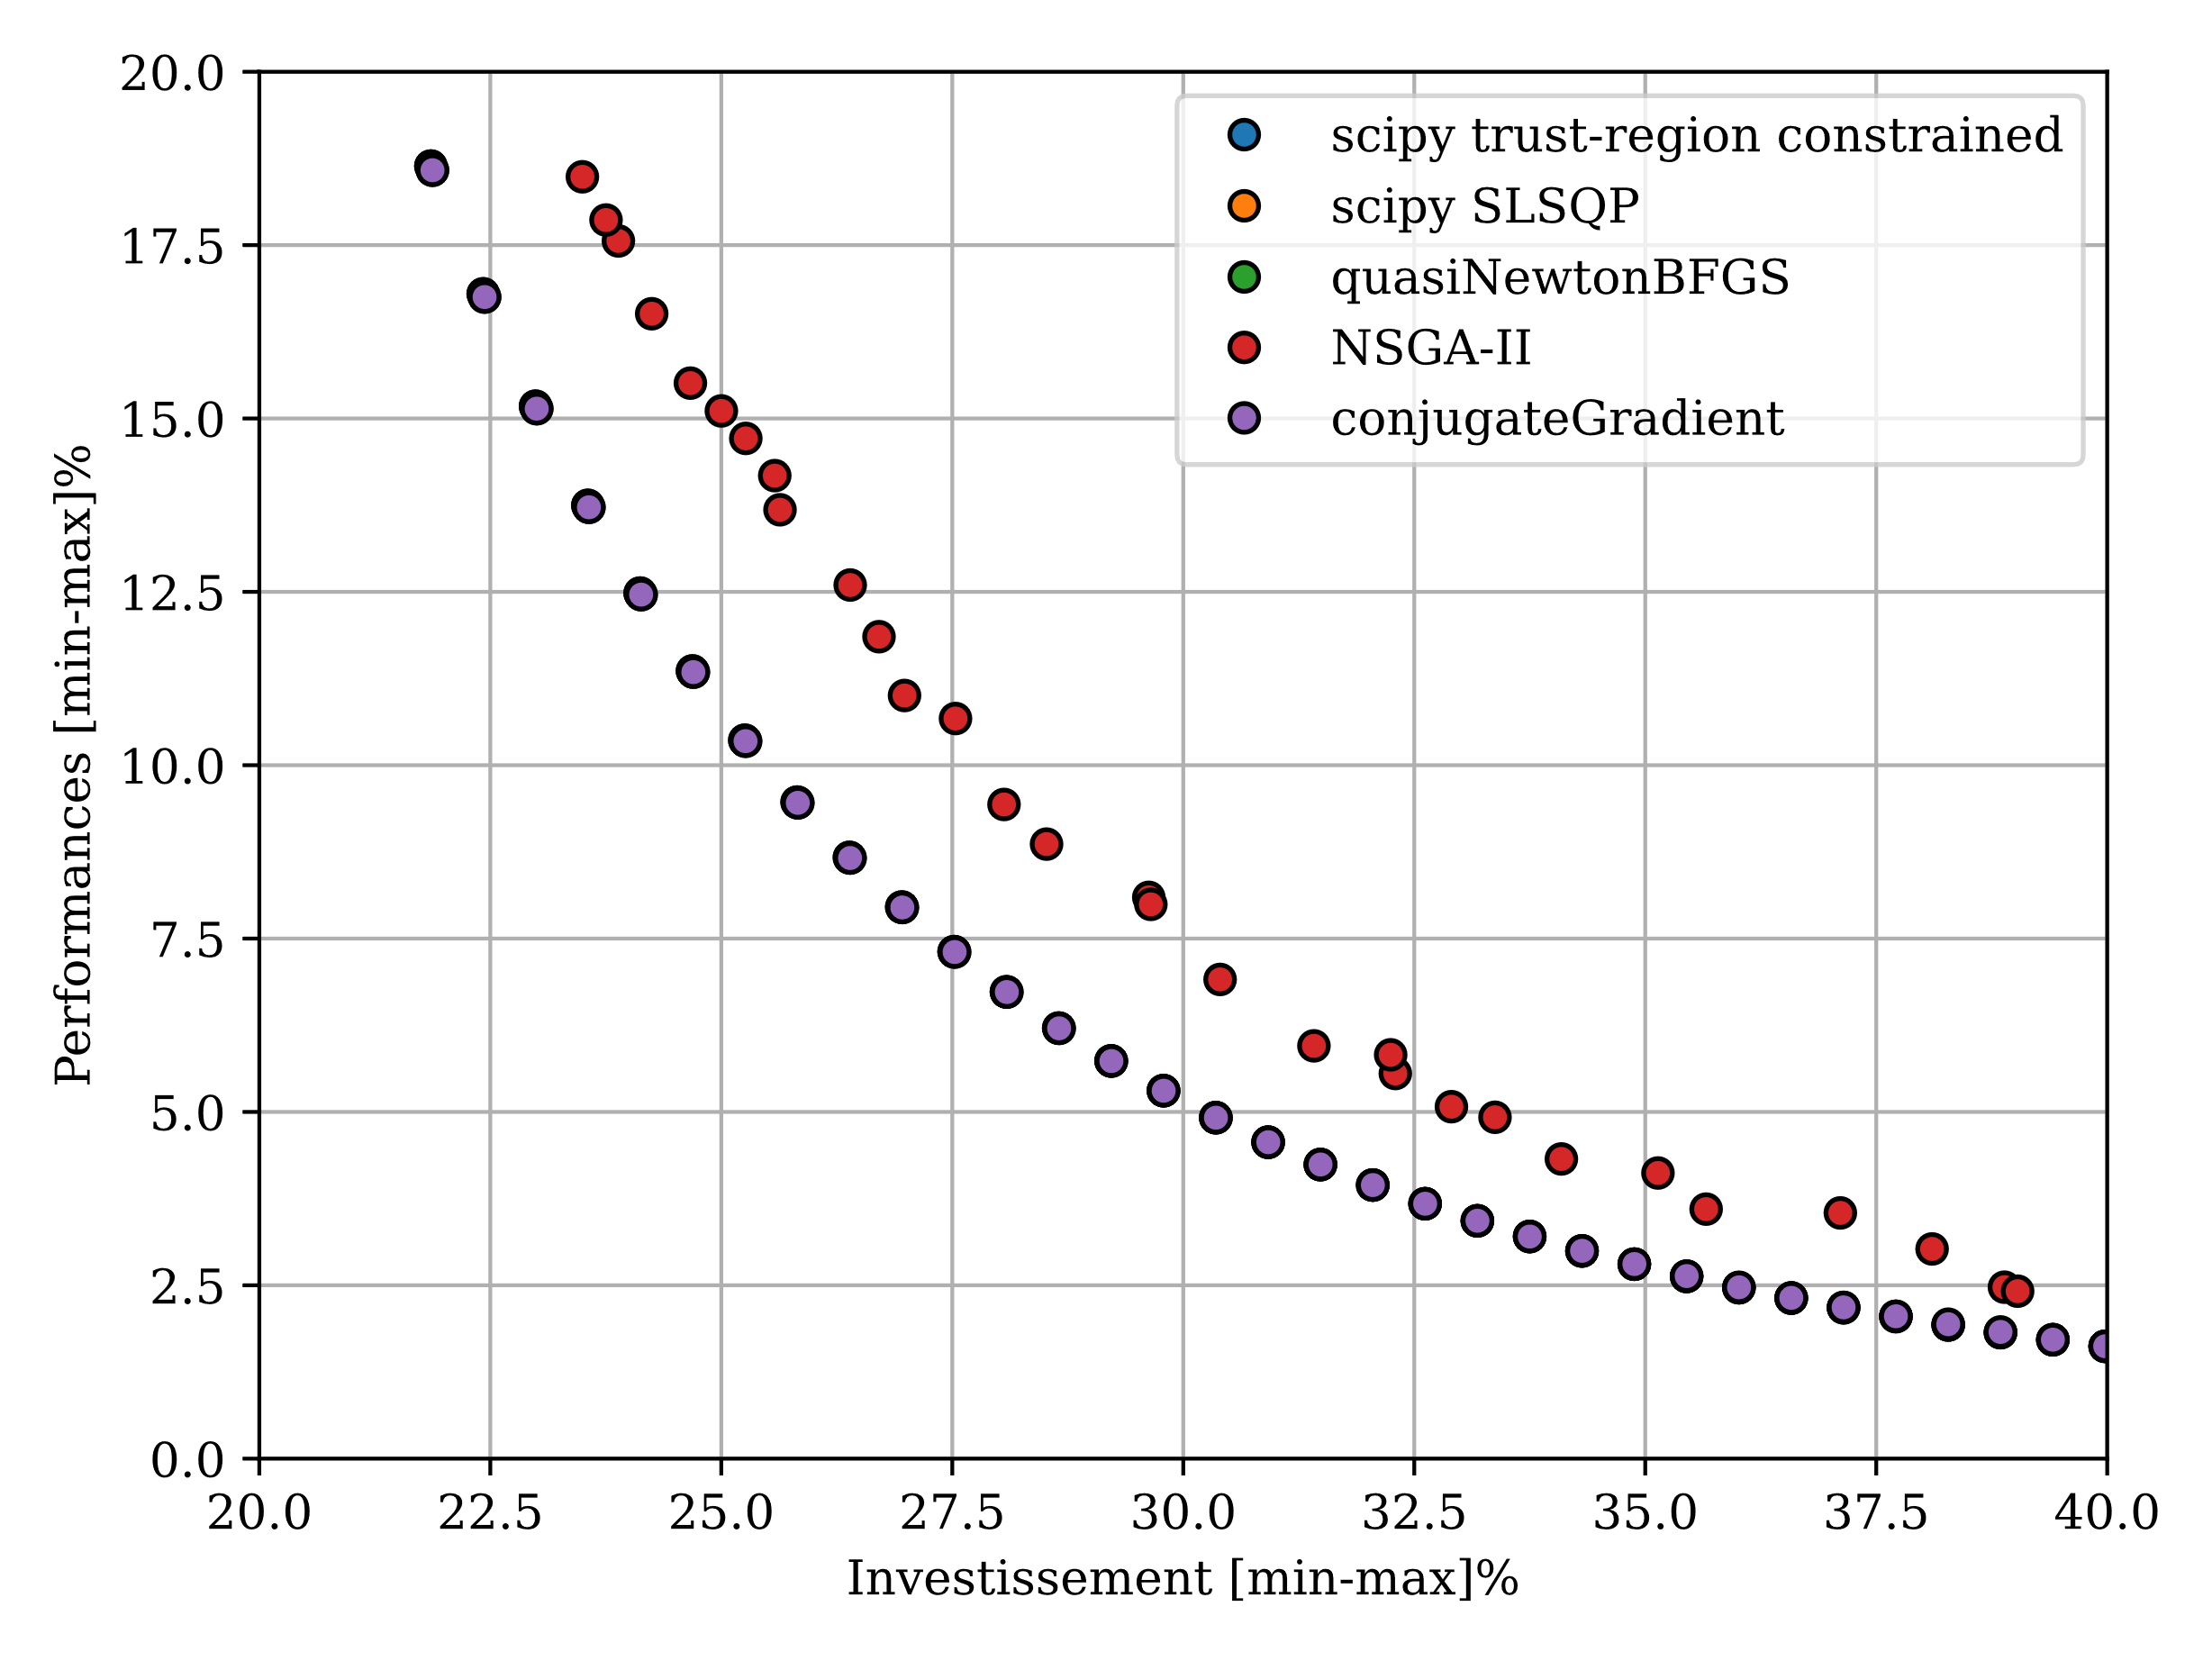 20.0
17.5
15.0
12.5
10.0
7.5
5.0
2.5
0.0
Performances [min-max]%
scipy trust-region constrained
scipy SLSQP
quasiNewtonBFGS
NSGA-II
conjugateGradient
20.0 22.5 25.0 27.5 30.0 32.5 35.0 37.5 40.0
Investissement [min-max]%